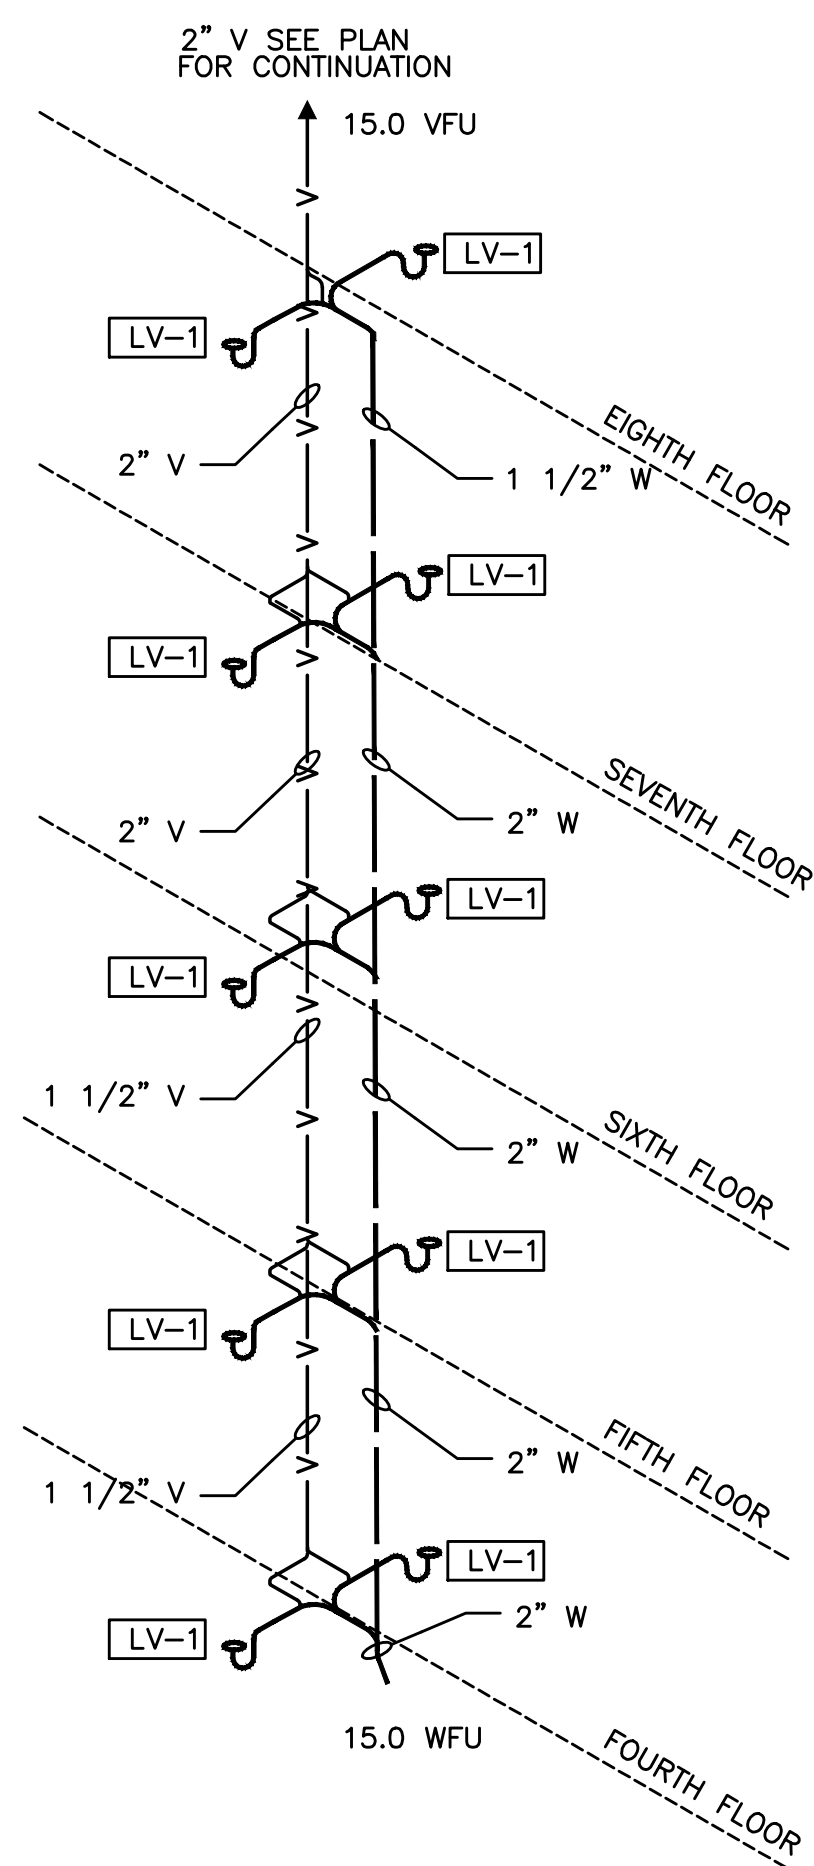 2" V SEE PLAN
FOR CONTINUATION
15.0 VFU
V
LV-1
V
LV-1
EIGHTH FLOOR
V
2" V
1 1/2" W
V
LV-1
V
LV-1
SEVENTH FLOOR
V
2" V
2" W
V
LV-1
LV-1
V
1 1/2" V
V
SIXTH FLOOR
2" W
V
LV-1
LV-1
V
FIFTH FLOOR
V
2" W
1 1/2" V
LV-1
2" W
LV-1
15.0 WFU
FOURTH FLOOR